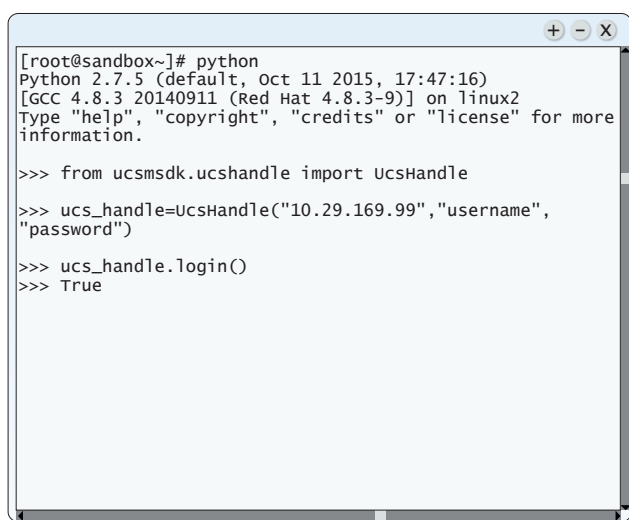 + - X
[root@sandbox~]# python
Python 2.7.5 (default, Oct 11 2015, 17:47:16)
[GCC 4.8.3 20140911 (Red Hat 4.8.3-9)] on linux2
Type "help", "copyright", "credits" or "license" for more
information.
>>> from ucsmsdk.ucshandle import UcsHandle
>>> ucs_handle=UcsHandle("10.29.169.99","username",
"password")
>>> ucs_handle.login()
>>> True